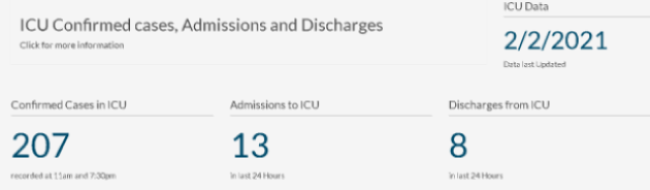 ICU Data
ICU Confirmed cases, Admissions and Discharges
Click for more information
2/2/2021
Data last Updated
Confirmed Cases in ICU
Admissions to ICU
Discharges from ICU
207
13
8
recorded at 11am and 7:30pm
in last 24 Hours
in last 24 Hours